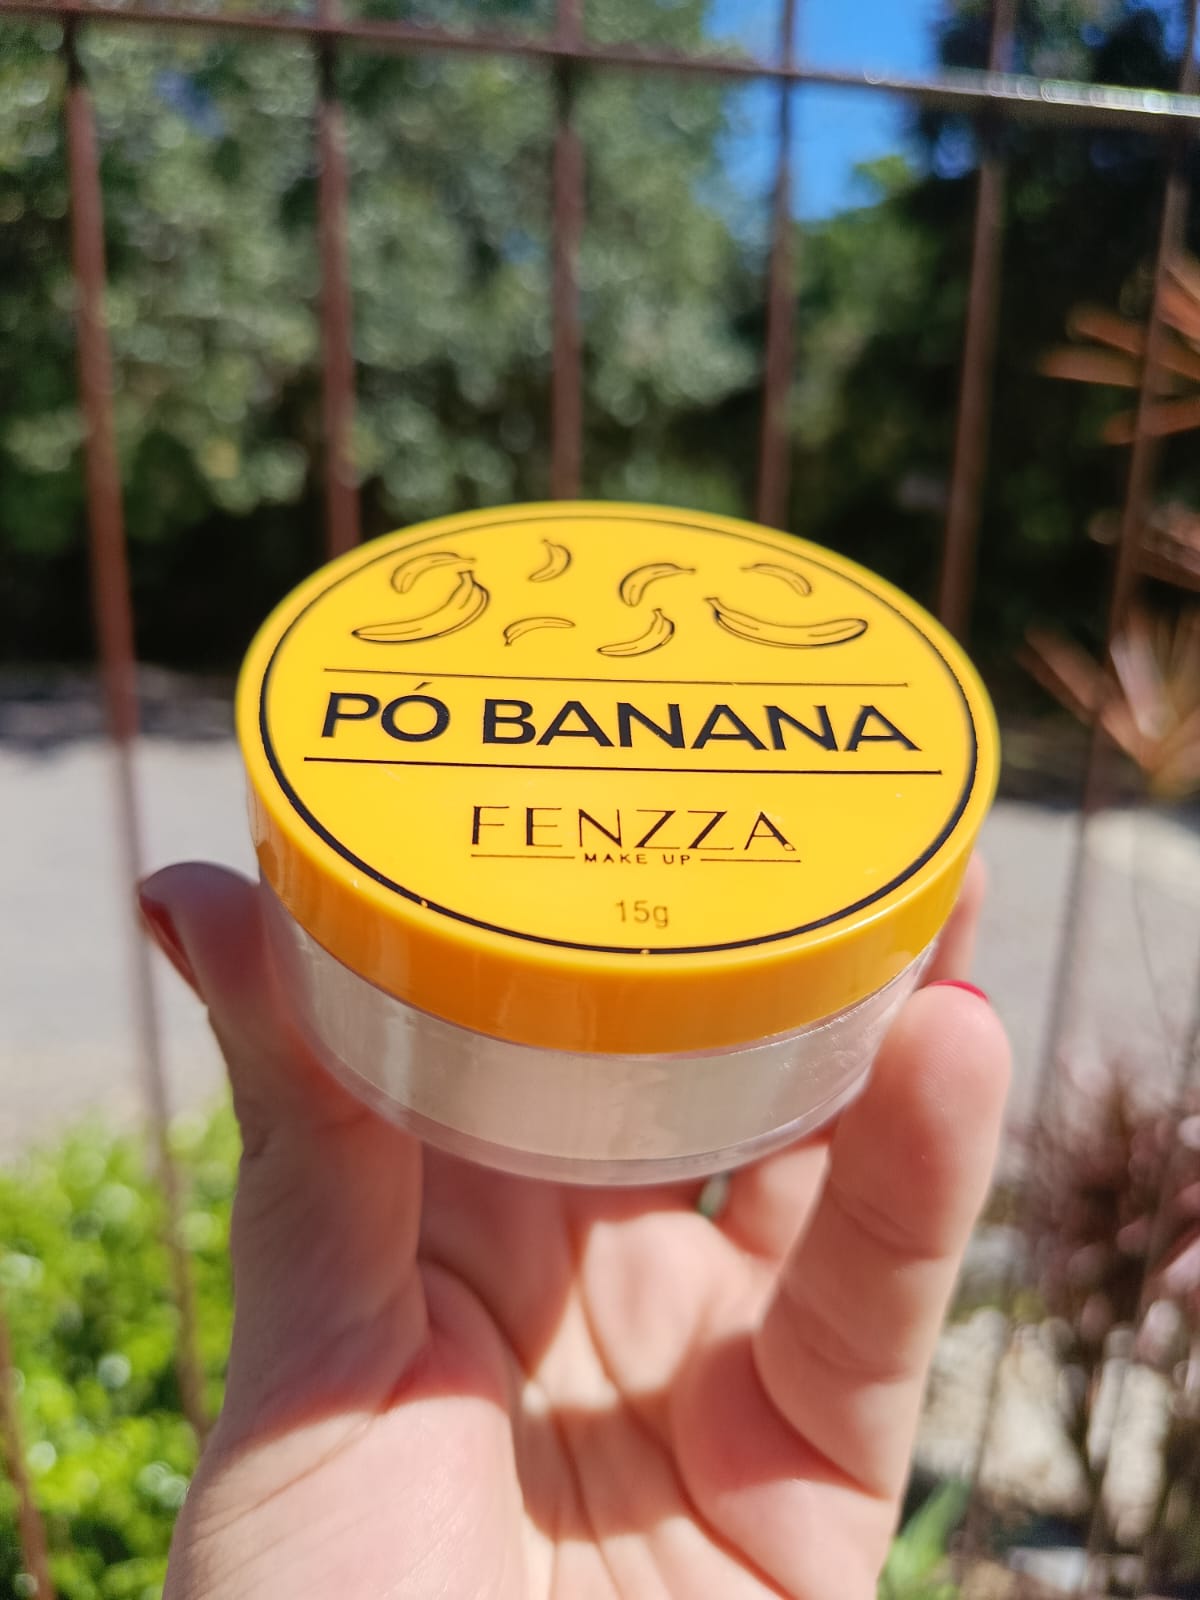 PÓ BANANA
FENZZA
MAKE UP
15g